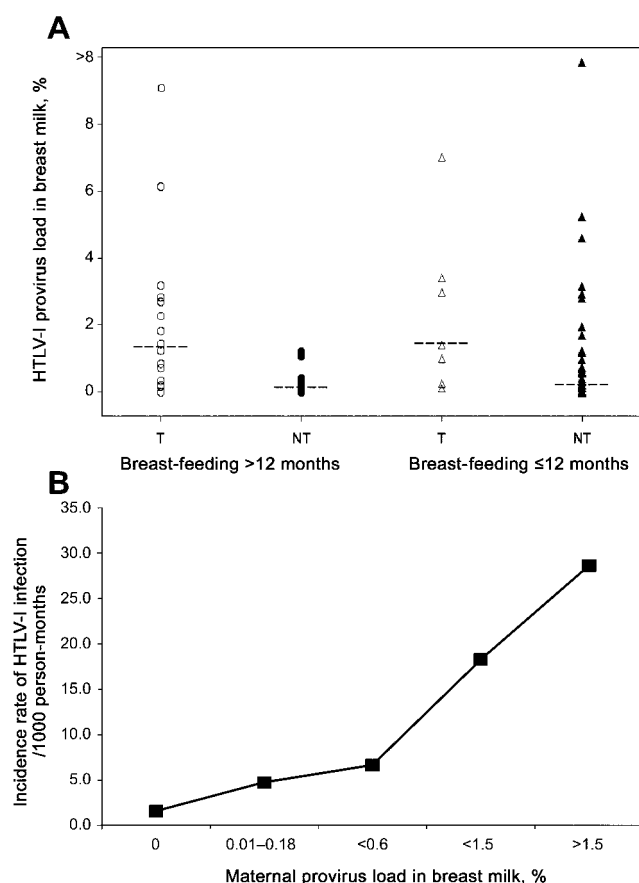 A
HTLV-I provirus load in breast milk, %
>8
8
6
4
2
0
T NT T NT
Breast-feeding >12 months Breast-feeding ≤12 months
B
Incidence rate of HTLV-I infection
/1000 person-months
35.0
30.0
25.0
20.0
15.0
10.0
5.0
0.0
0 0.01–0.18 <0.6 <1.5 >1.5
Maternal provirus load in breast milk, %